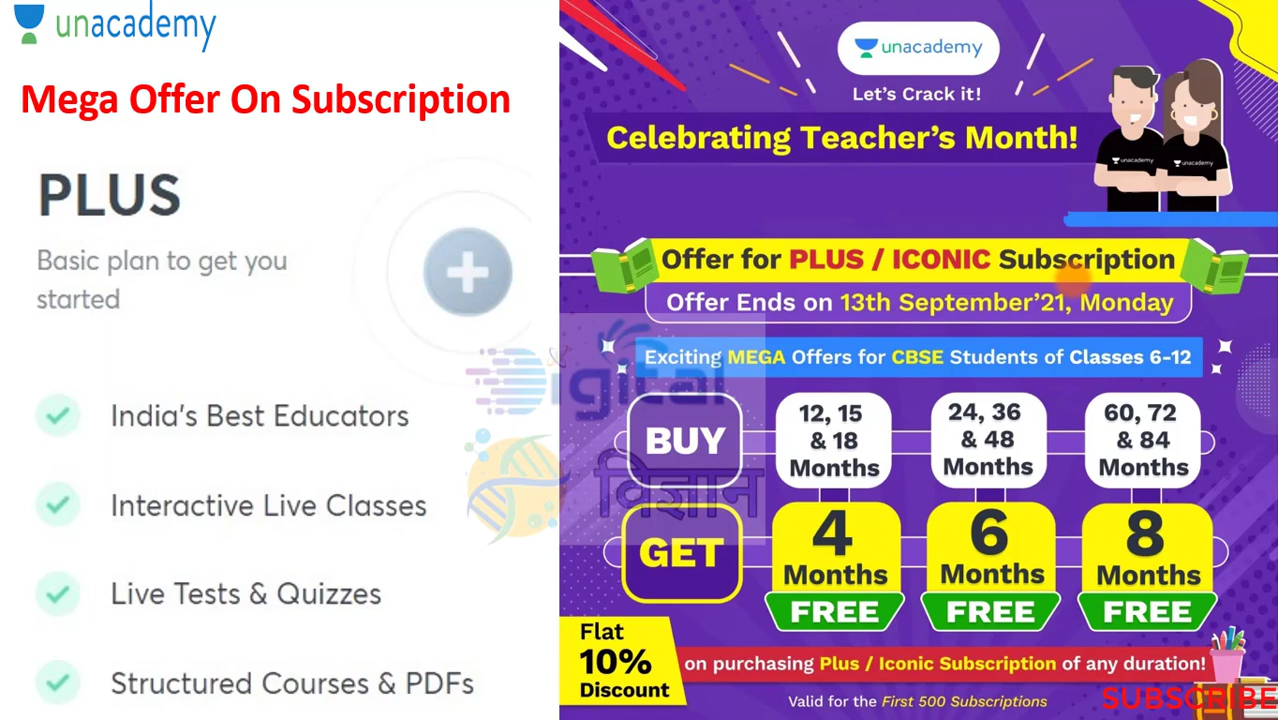 unacademy
Mega Offer On Subscription
PLUS
Basic plan to get you
started
India's Best Educators
Interactive Live Classes
Live Tests & Quizzes
Structured Courses & PDFs
unacademy
Let's Crack it!
Celebrating Teacher's Month!
unacademy
unacademy
Offer for PLUS / ICONIC Subscription
Offer Ends on 13th September'21, Monday
Exciting MEGA Offers for CBSE Students of Classes 6-12
Digital
विज्ञान
BUY
12, 15
& 18
Months
24, 36
& 48
Months
60, 72
& 84
Months
GET
4
Months
FREE
6
Months
FREE
8
Months
FREE
Flat
10%
Discount
on purchasing Plus / Iconic Subscription of any duration!
Valid for the First 500 Subscriptions
SUBSCRIBE